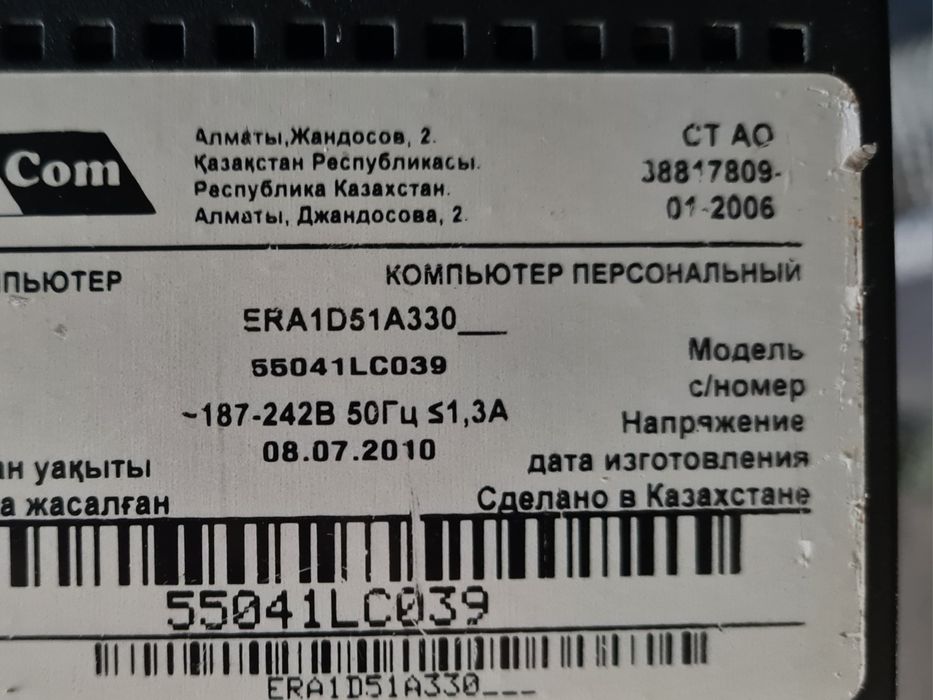 Com
Алматы,Жандосов, 2.
Қазақстан Республикасы.
Республика Казахстан.
Алматы, Джандосова, 2.
СТ АО
38817809-
01-2006
ПЬЮТЕР
КОМПЬЮТЕР ПЕРСОНАЛЬНЫЙ
ERA1D51A330___
Модель
55041LC039
с/номер
~187-242В 50Гц ≤1,3А
Напряжение
08.07.2010
ан уақыты
дата изготовления
а жасалған
Сделано в Казахстане
55041LC039
ERA1D51A330___